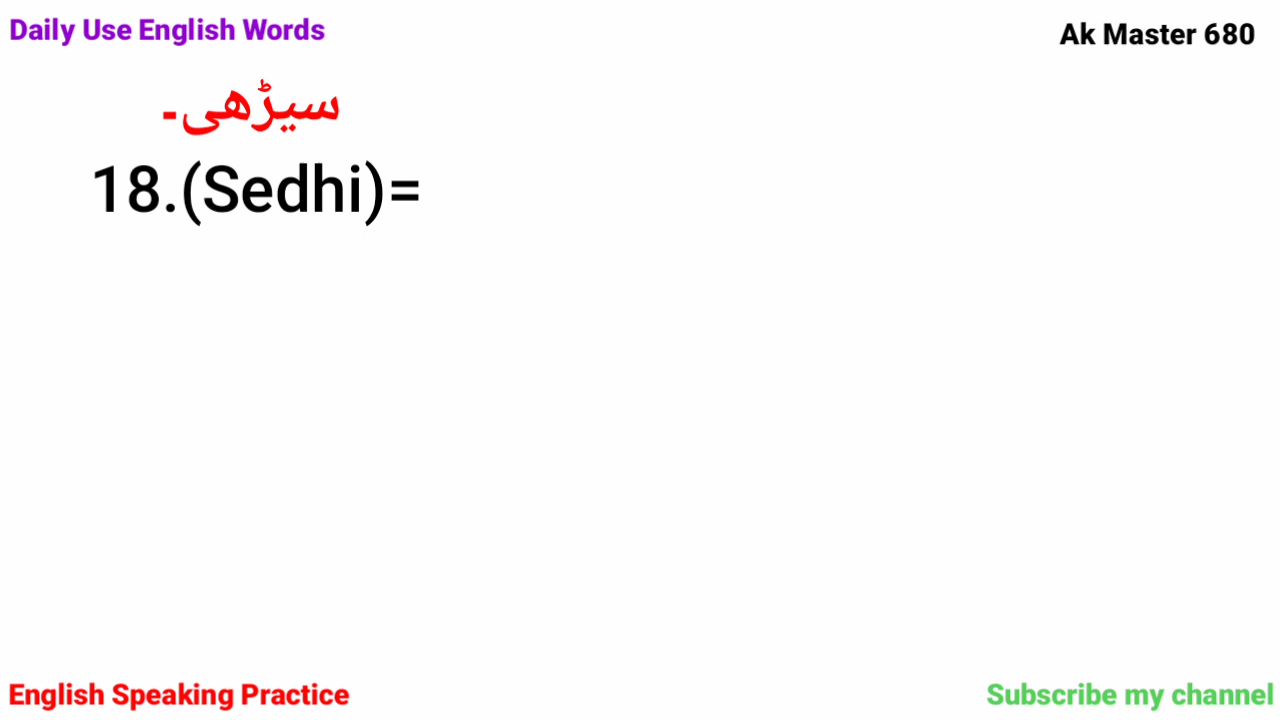 Daily Use English Words
Ak Master 680
سیڑھی۔
18.(Sedhi)=
English Speaking Practice
Subscribe my channel